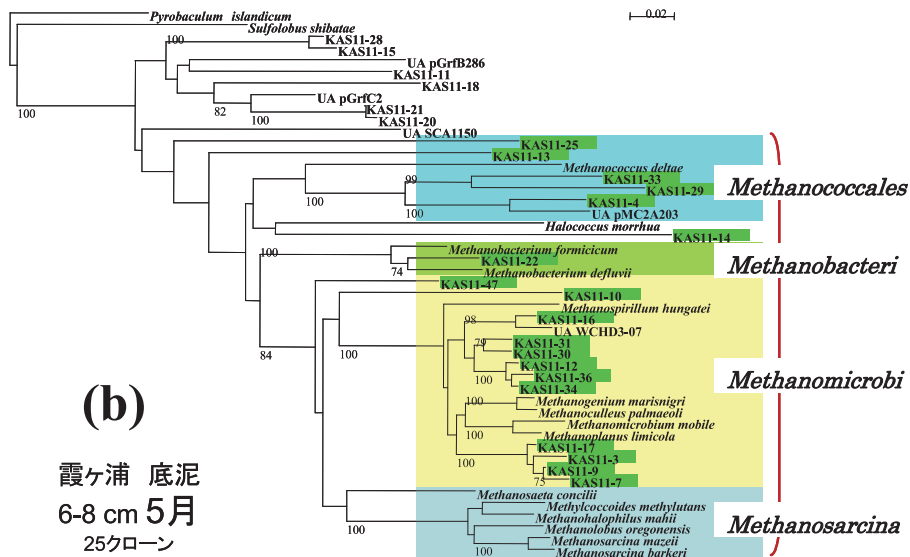 Pyrobaculum islandicum
0.02
Sulfolobus shibatae
100
KAS11-28
KAS11-15
UA pGrfB286
KAS11-11
KAS11-18
82
UA pGrfC2
100
KAS11-21
KAS11-20
100
UA SCA1150
KAS11-25
KAS11-13
Methanococcus deltae
99
KAS11-33
KAS11-29
100
KAS11-4
100
UA pMC2A203
Methanococcales
Halococcus morrhua
KAS11-14
100
Methanobacterium formicicum
KAS11-22
74
Methanobacterium defluvii
Methanobacteri
KAS11-47
KAS11-10
Methanospirillum hungatei
98
KAS11-16
UA WCHD3-07
84
100
79
KAS11-31
KAS11-30
KAS11-12
100
KAS11-36
KAS11-34
Methanomicrobi
100
Methanogenium marisnigri
Methanoculleus palmaeoli
Methanomicrobium mobile
100
Methanoplanus limicola
KAS11-17
100
KAS11-3
KAS11-9
75
KAS11-7
Methanosaeta concilii
Methylcoccoides methylutans
Methanohalophilus mahii
100
Methanolobus oregonensis
Methanosarcina mazeii
100
Methanosarcina barkeri
Methanosarcina
(b)
霞ヶ浦 底泥
6-8 cm 5月
25クローン